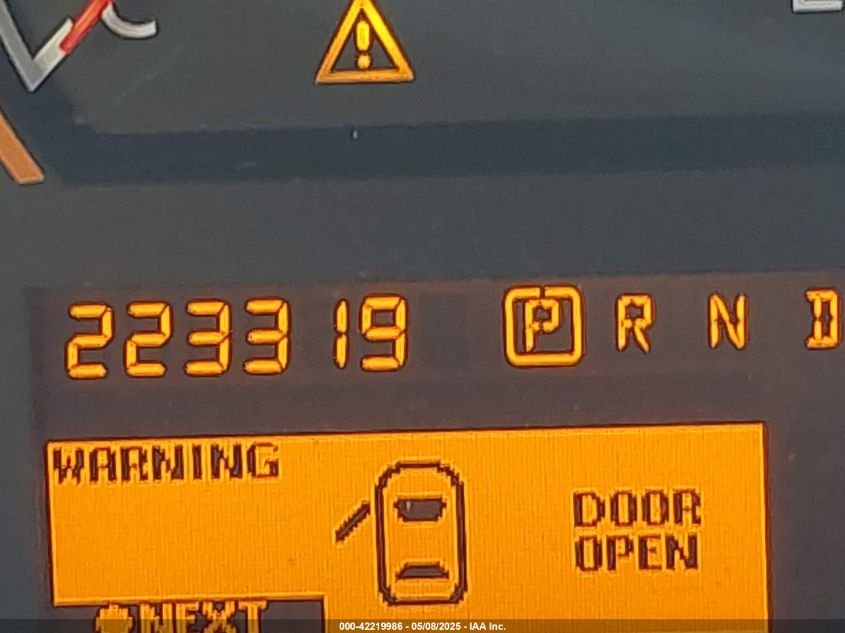 223319 P R N D
WARNING
DOOR
OPEN
NEXT
000-42219986 - 05/08/2025 - IAA Inc.